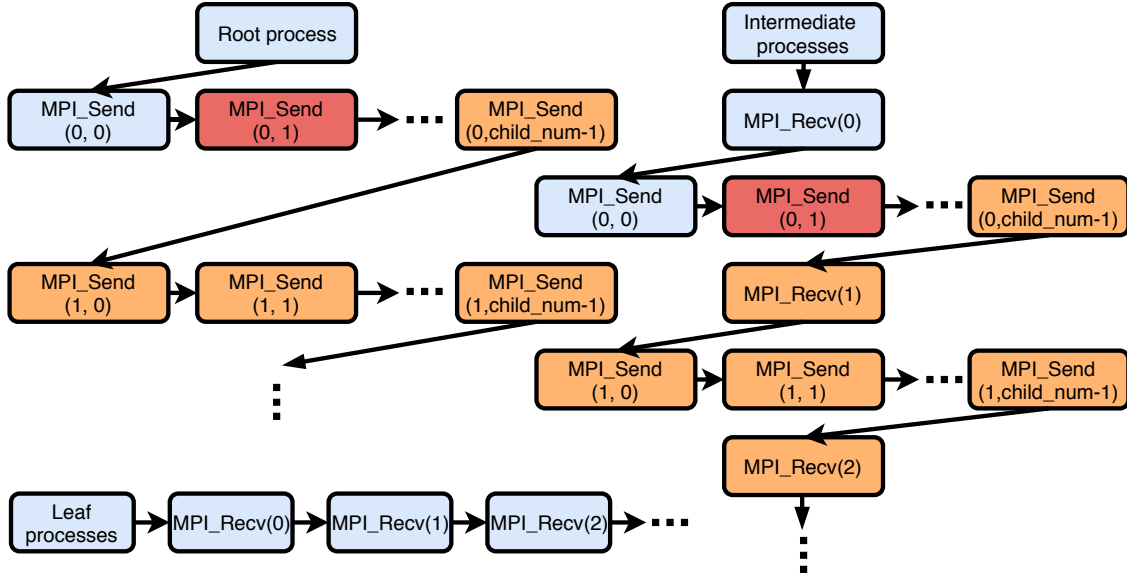 Root process
Intermediate
processes
MPI_Send
(0, 0)
MPI_Send
(0, 1)
MPI_Send
(0,child_num-1)
MPI_Recv(0)
MPI_Send
(0, 0)
MPI_Send
(0, 1)
MPI_Send
(0,child_num-1)
MPI_Send
(1, 0)
MPI_Send
(1, 1)
MPI_Send
(1,child_num-1)
MPI_Recv(1)
MPI_Send
(1, 0)
MPI_Send
(1, 1)
MPI_Send
(1,child_num-1)
MPI_Recv(2)
Leaf
processes
MPI_Recv(0)
MPI_Recv(1)
MPI_Recv(2)